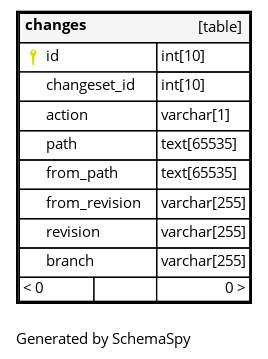 changes [table]
id int[10]
changeset_id int[10]
action varchar[1]
path text[65535]
from_path text[65535]
from_revision varchar[255]
revision varchar[255]
branch varchar[255]
< 0 0 >
Generated by SchemaSpy